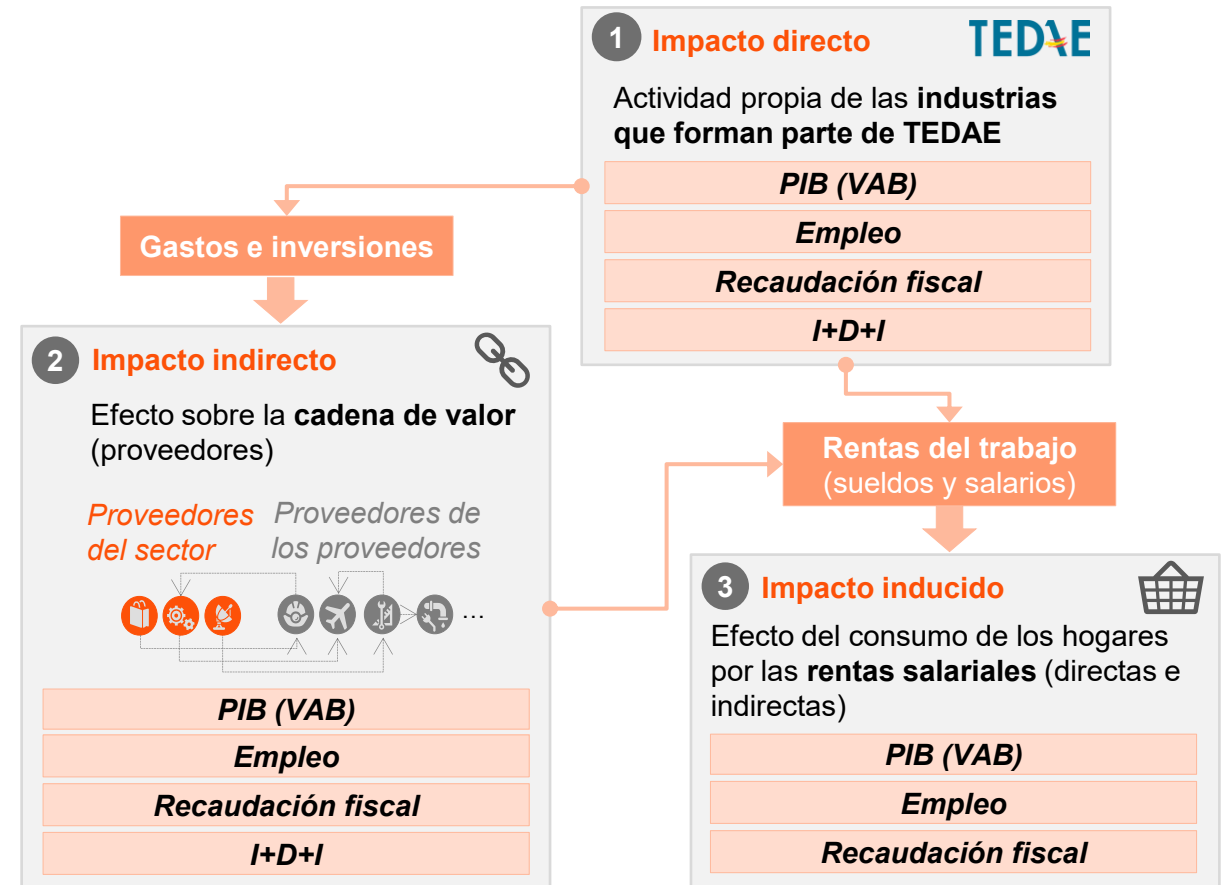 1 Impacto directo TEDAE
Actividad propia de las industrias
que forman parte de TEDAE
PIB (VAB)
Empleo
Recaudación fiscal
I+D+I
Gastos e inversiones
2 Impacto indirecto
Efecto sobre la cadena de valor
(proveedores)
Proveedores
del sector
Proveedores de
los proveedores
...
PIB (VAB)
Empleo
Recaudación fiscal
I+D+I
Rentas del trabajo
(sueldos y salarios)
3 Impacto inducido
Efecto del consumo de los hogares
por las rentas salariales (directas e
indirectas)
PIB (VAB)
Empleo
Recaudación fiscal